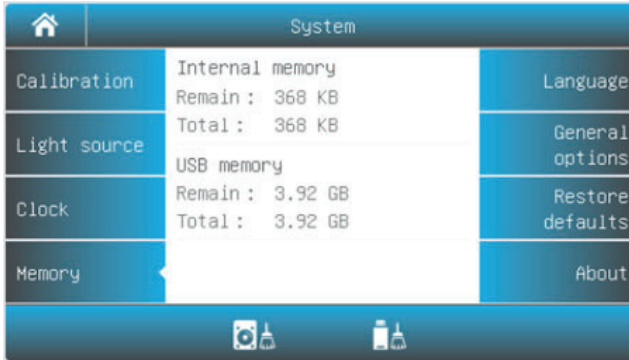 System
Calibration
Light source
Clock
Memory
Internal memory
Remain : 368 KB
Total : 368 KB
USB memory
Remain : 3.92 GB
Total : 3.92 GB
Language
General
options
Restore
defaults
About